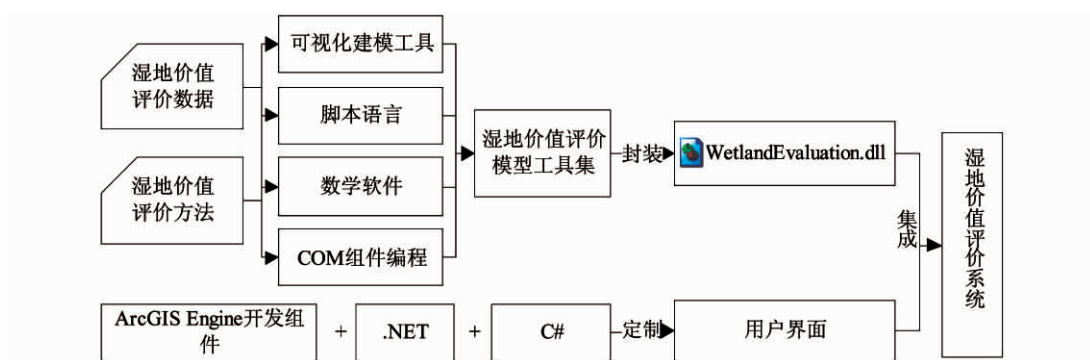 湿地价值
评价数据
湿地价值
评价方法
可视化建模工具
脚本语言
数学软件
COM组件编程
湿地价值评价
模型工具集
封装
WetlandEvaluation.dll
集成
湿地价值评价系统
ArcGIS Engine开发组
件
+
.NET
+
C#
定制
用户界面